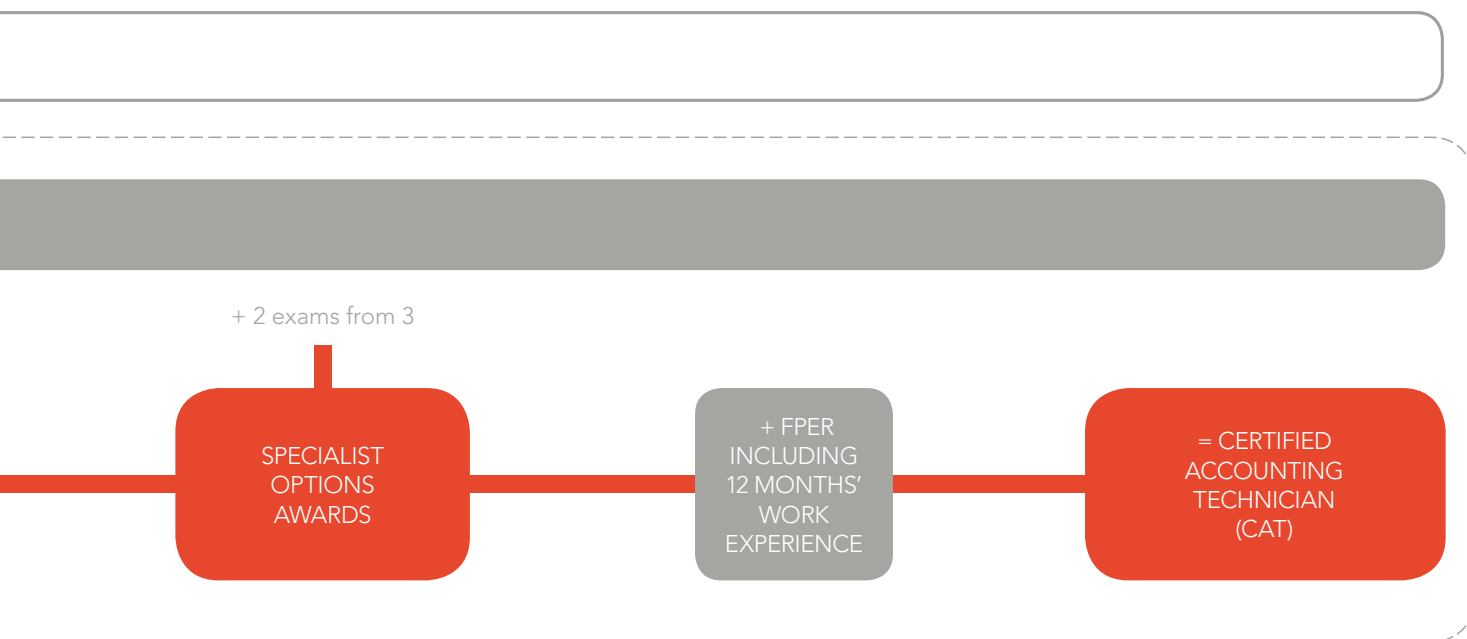 + 2 exams from 3
SPECIALIST
OPTIONS
AWARDS
+ FPER
INCLUDING
12 MONTHS’
WORK
EXPERIENCE
= CERTIFIED
ACCOUNTING
TECHNICIAN
(CAT)